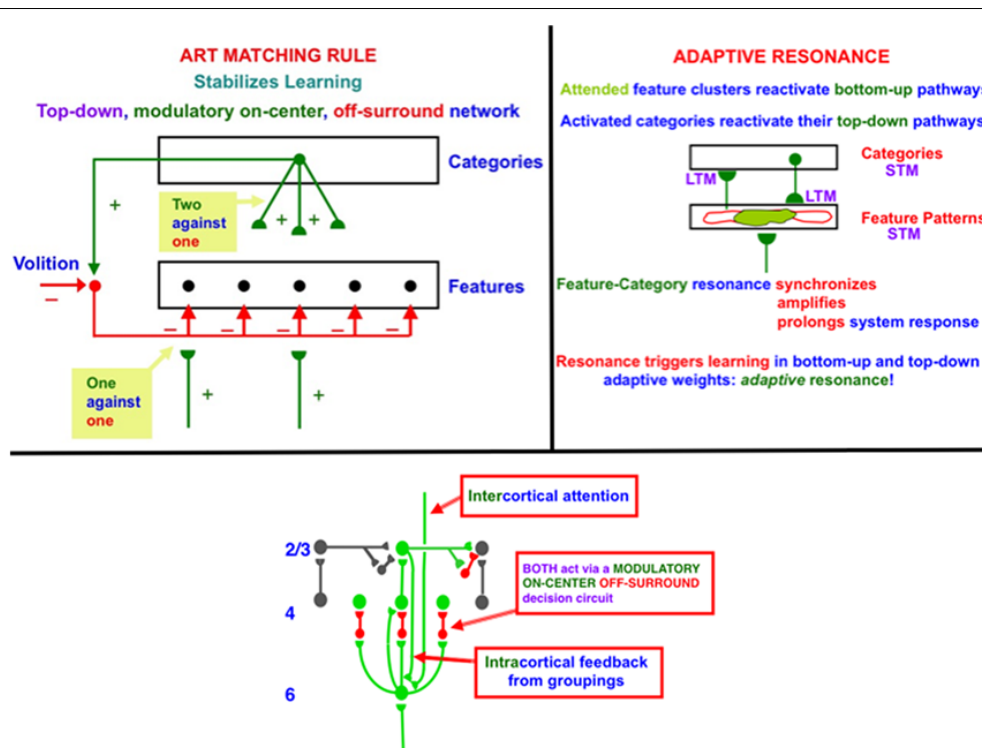 ART MATCHING RULE
Stabilizes Learning
Top-down, modulatory on-center, off-surround network
Categories
+
Two
against
one
+ +
Volition
−
Features
− − − − −
One
against
one
+
+
ADAPTIVE RESONANCE
Attended feature clusters reactivate bottom-up pathways
Activated categories reactivate their top-down pathways
Categories
STM
LTM
LTM
Feature Patterns
STM
Feature-Category resonance synchronizes
amplifies
prolongs system response
Resonance triggers learning in bottom-up and top-down
adaptive weights: adaptive resonance!
Intercortical attention
2/3
BOTH act via a MODULATORY
ON-CENTER OFF-SURROUND
decision circuit
4
Intracortical feedback
from groupings
6